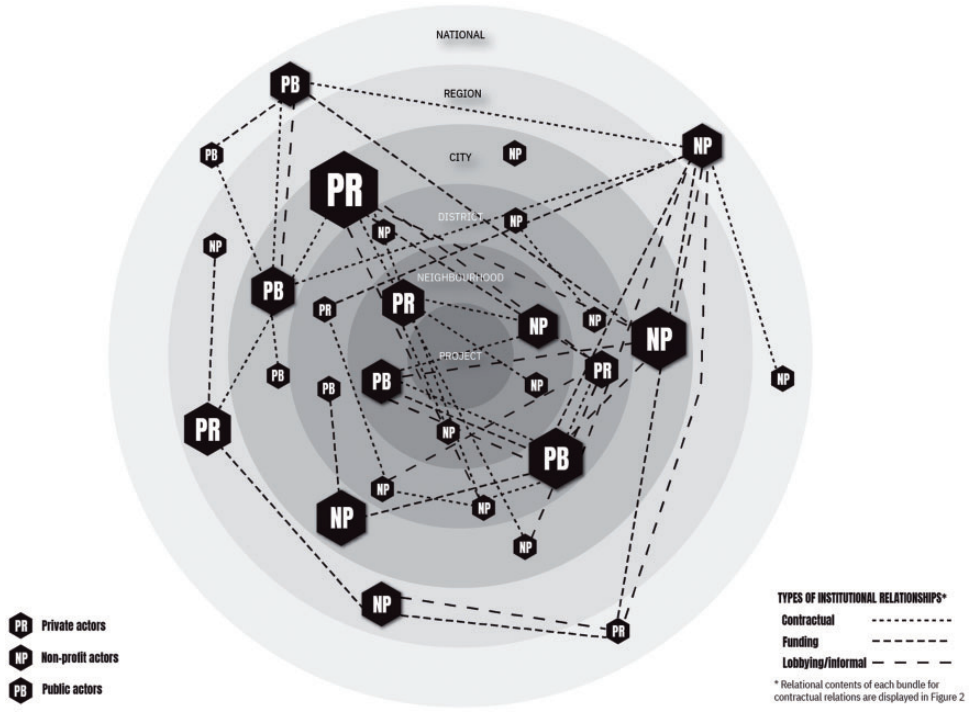 NATIONAL
PB
REGION
NP
PB
CITY
NP
PR
DISTRICT
NP
NP
NP
NEIGHBOURHOOD
PB
PR
PR
NP
NP
NP
PROJECT
PR
PB
PB
NP
NP
PB
PR
NP
PB
NP
NP
NP
NP
NP
PR
TYPES OF INSTITUTIONAL RELATIONSHIPS*
Contractual
Funding
Lobbying/informal
* Relational contents of each bundle for
contractual relations are displayed in Figure 2
PR Private actors
NP Non-profit actors
PB Public actors